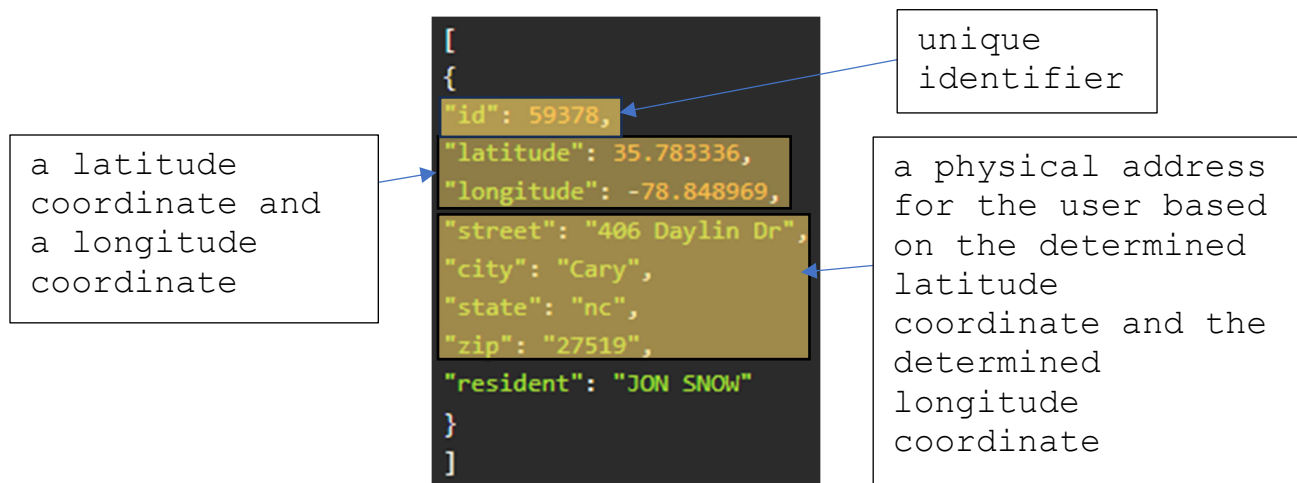 [
{
"id": 59378,
"latitude": 35.783336,
"longitude": -78.848969,
"street": "406 Daylin Dr",
"city": "Cary",
"state": "nc",
"zip": "27519",
"resident": "JON SNOW"
}
]
unique
identifier
a latitude
coordinate and
a longitude
coordinate
a physical address
for the user based
on the determined
latitude
coordinate and the
determined
longitude
coordinate